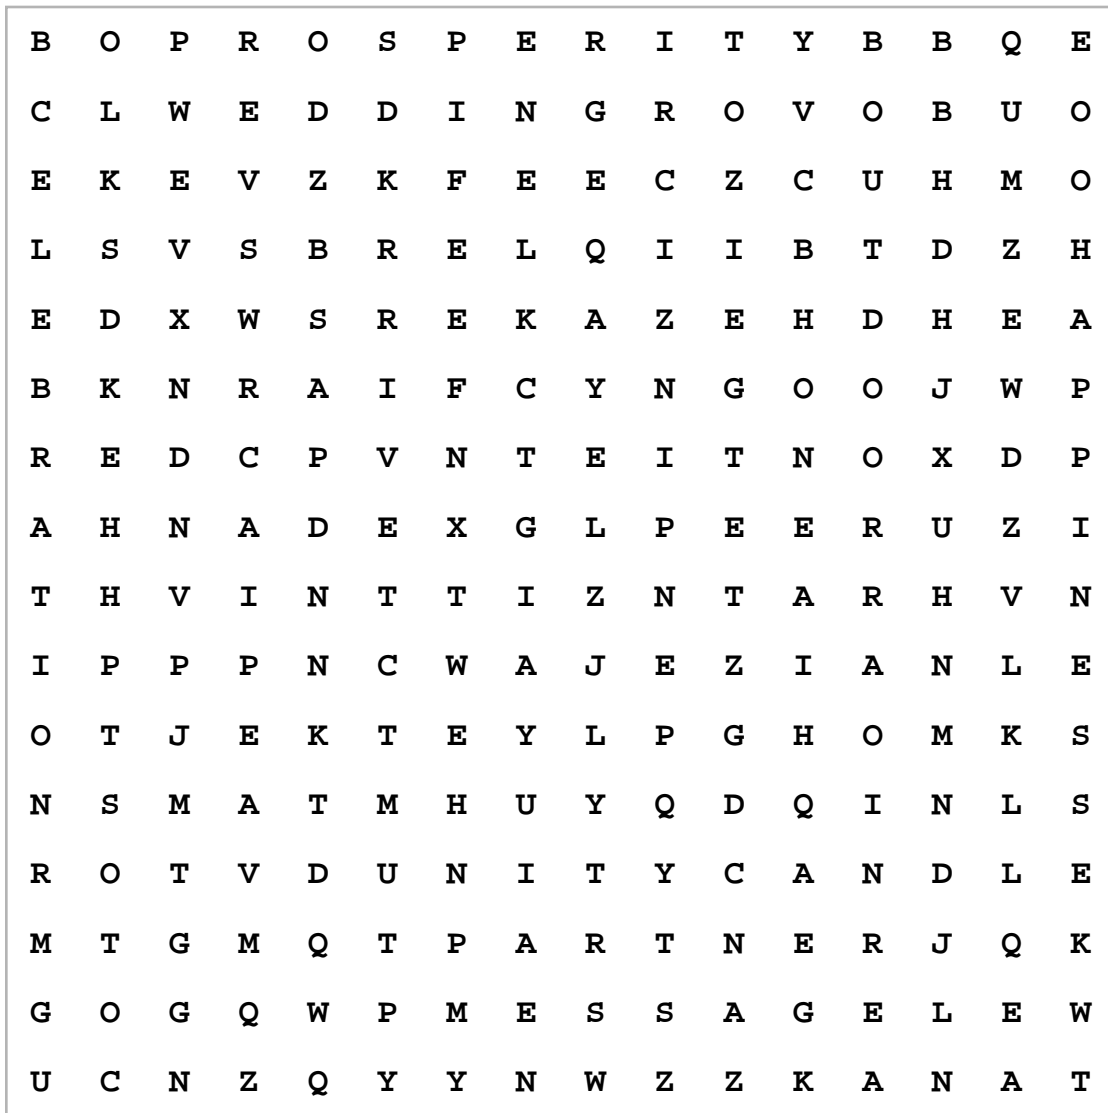 B O P R O S P E R I T Y B B Q E
C L W E D D I N G R O V O B U O
E K E V Z K F E E C Z C U H M O
L S V S B R E L Q I I B T D Z H
E D X W S R E K A Z E H D H E A
B K N R A I F C Y N G O O J W P
R E D C P V N T E I T N O X D P
A H N A D E X G L P E E R U Z I
T H V I N T T I Z N T A R H V N
I P P P N C W A J E Z I A N L E
O T J E K T E Y L P G H O M K S
N S M A T M H U Y Q D Q I N L S
R O T V D U N I T Y C A N D L E
M T G M Q T P A R T N E R J Q K
G O G Q W P M E S S A G E L E W
U C N Z Q Y Y N W Z Z K A N A T